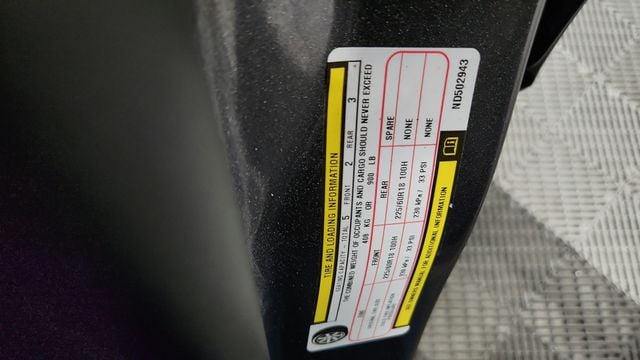 TIRE AND LOADING INFORMATION
SEATING CAPACITY - TOTAL 5 FRONT 2 REAR 3
THE COMBINED WEIGHT OF OCCUPANTS AND CARGO SHOULD NEVER EXCEED
408 KG OR 900 LB
TIRE FRONT REAR SPARE
225/60R18 100H 225/60R18 100H NONE
230 kPa / 33 PSI 230 kPa / 33 PSI NONE
SEE OWNERS MANUAL FOR ADDITIONAL INFORMATION
ND502943